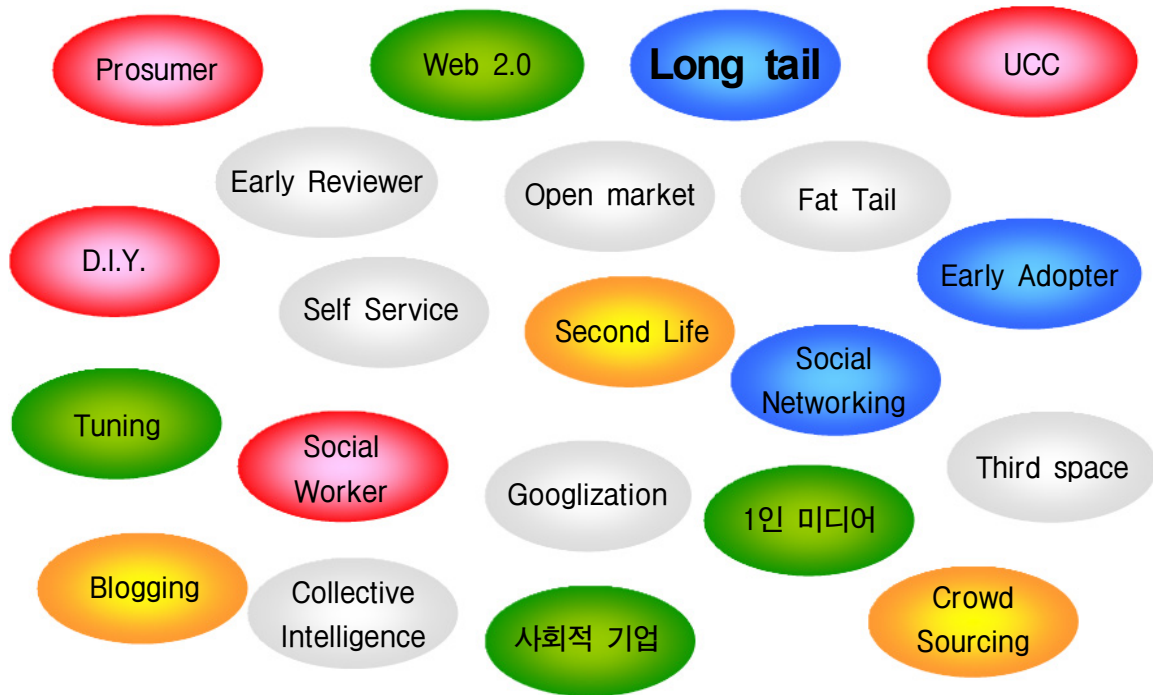 Prosumer
Web 2.0
Long tail
UCC
Early Reviewer
Open market
Fat Tail
D.I.Y.
Early Adopter
Self Service
Second Life
Social
Networking
Tuning
Social
Worker
Googlization
1인 미디어
Third space
Blogging
Collective
Intelligence
사회적 기업
Crowd
Sourcing